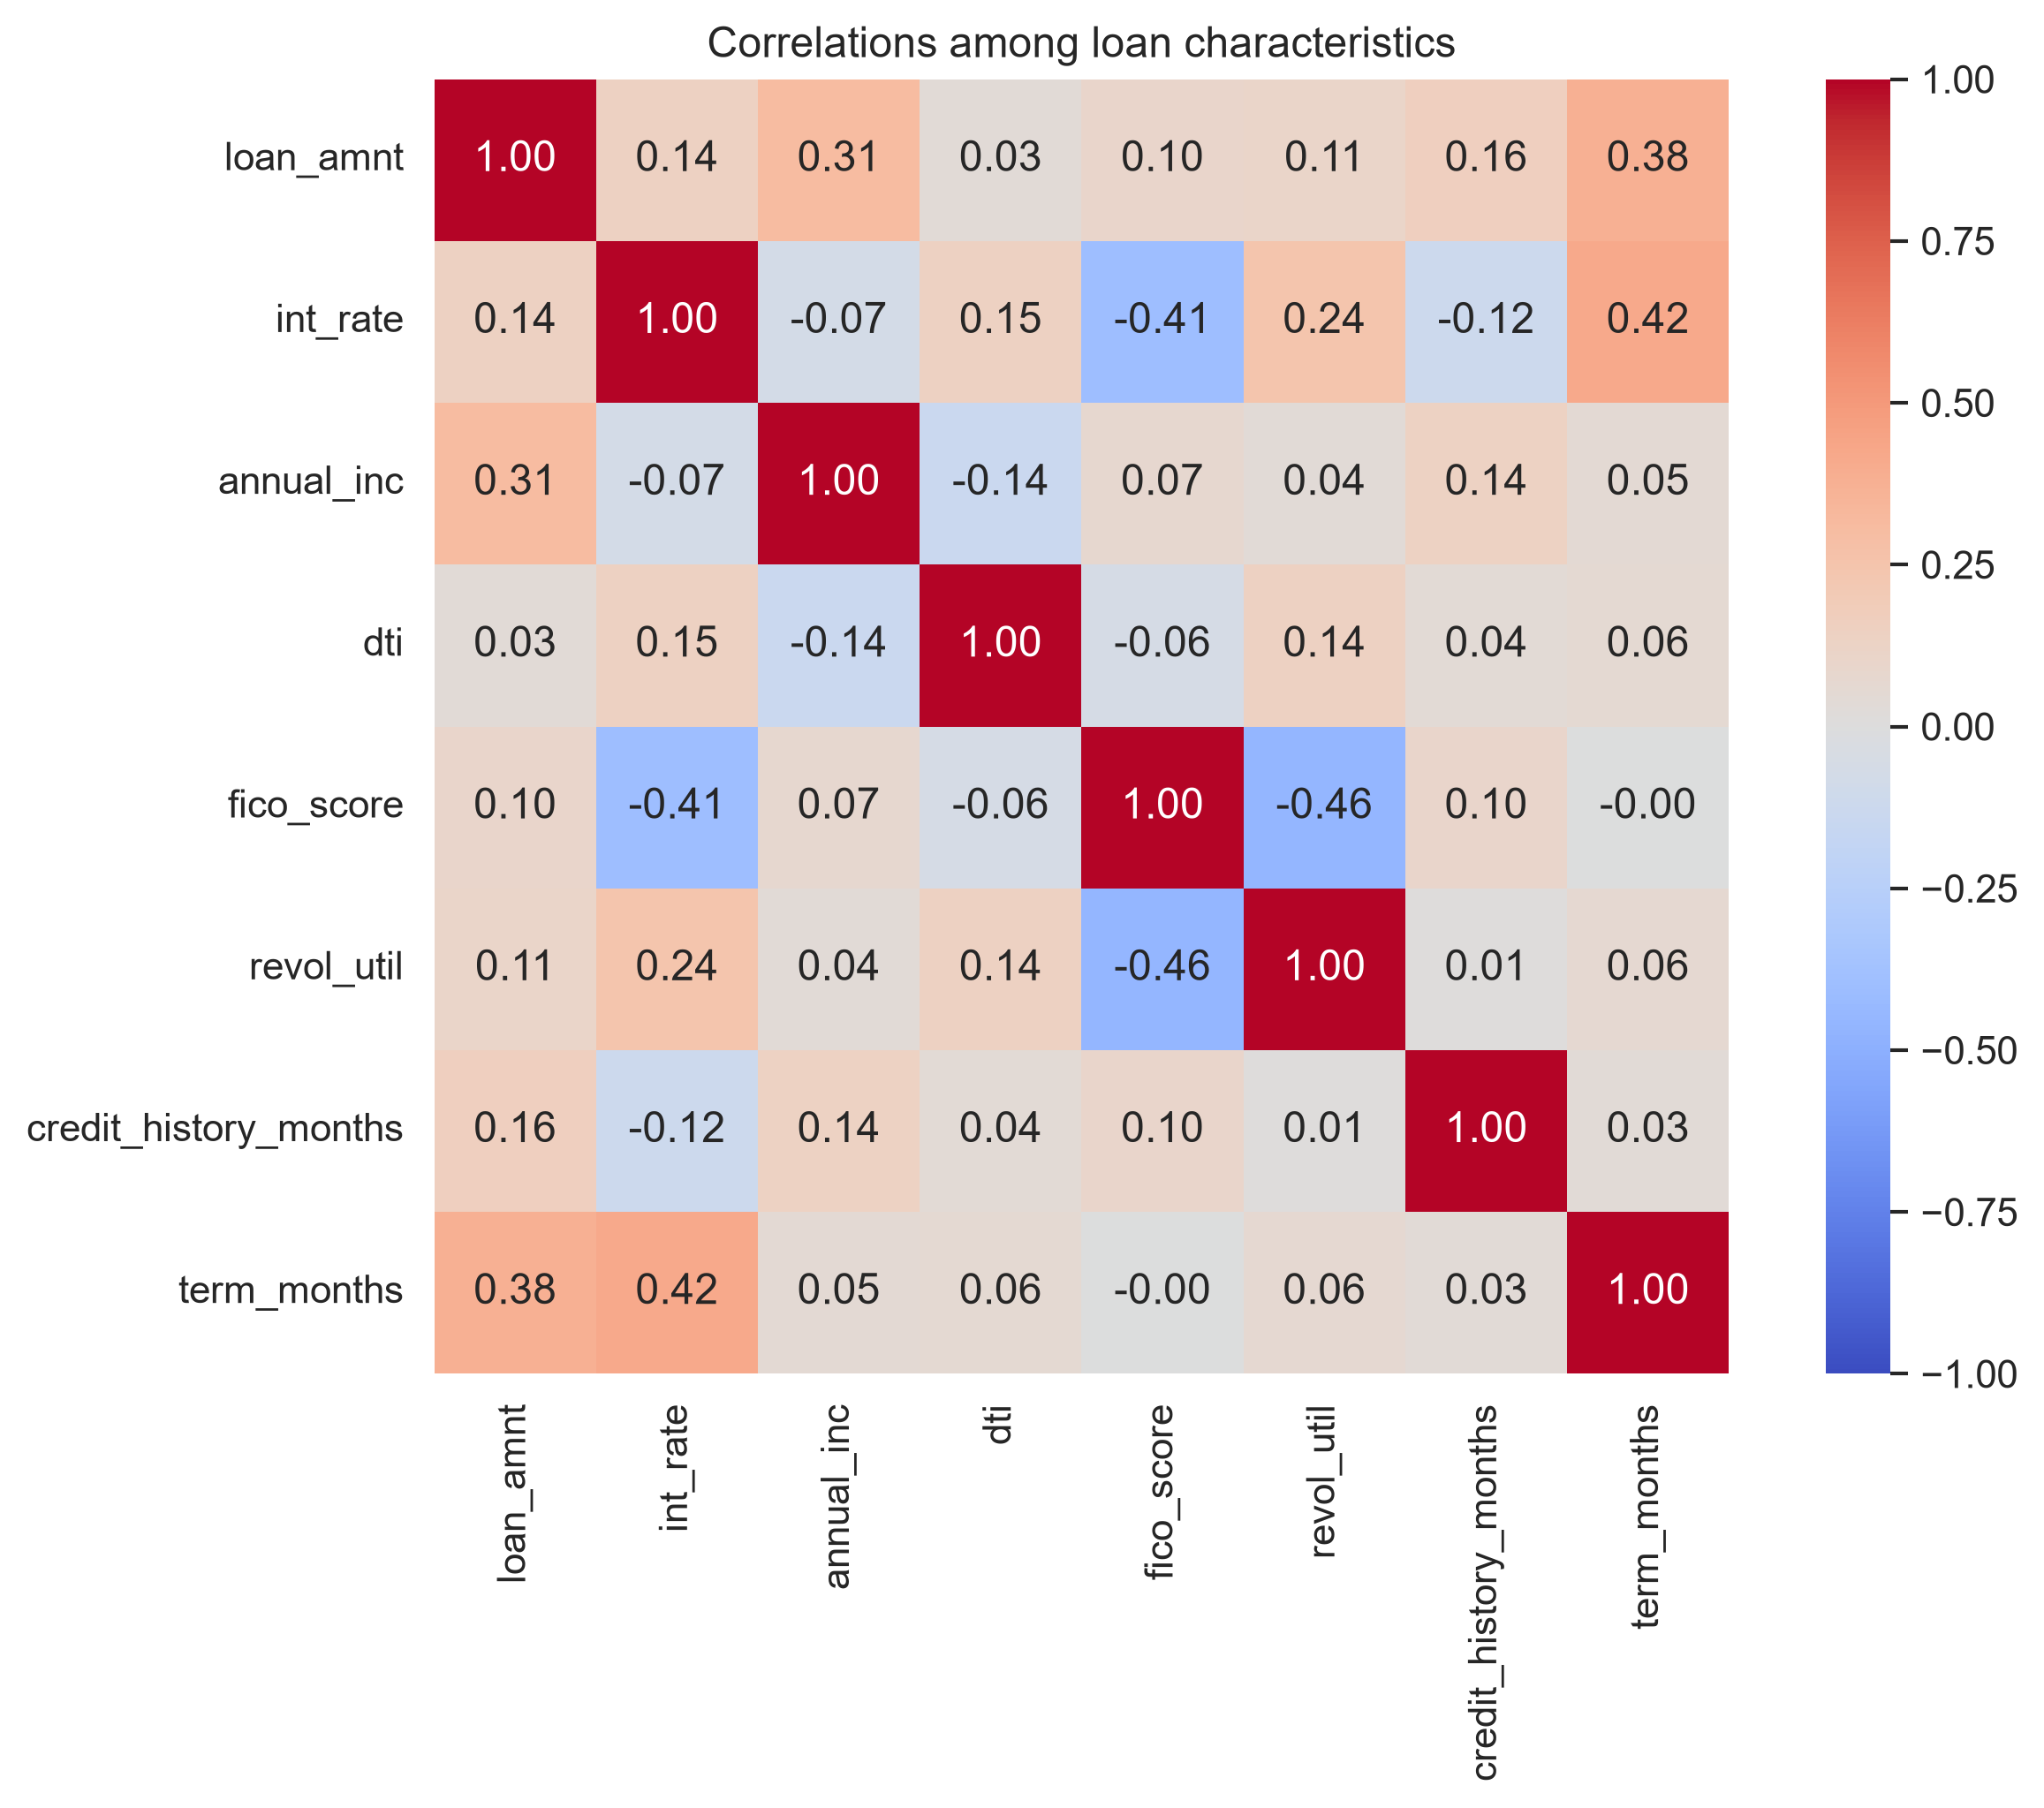 Correlations among loan characteristics
loan_amnt 1.00 0.14 0.31 0.03 0.10 0.11 0.16 0.38
int_rate 0.14 1.00 -0.07 0.15 -0.41 0.24 -0.12 0.42
annual_inc 0.31 -0.07 1.00 -0.14 0.07 0.04 0.14 0.05
dti 0.03 0.15 -0.14 1.00 -0.06 0.14 0.04 0.06
fico_score 0.10 -0.41 0.07 -0.06 1.00 -0.46 0.10 -0.00
revol_util 0.11 0.24 0.04 0.14 -0.46 1.00 0.01 0.06
credit_history_months 0.16 -0.12 0.14 0.04 0.10 0.01 1.00 0.03
term_months 0.38 0.42 0.05 0.06 -0.00 0.06 0.03 1.00
loan_amnt
int_rate
annual_inc
dti
fico_score
revol_util
credit_history_months
term_months
1.00
0.75
0.50
0.25
0.00
−0.25
−0.50
−0.75
−1.00